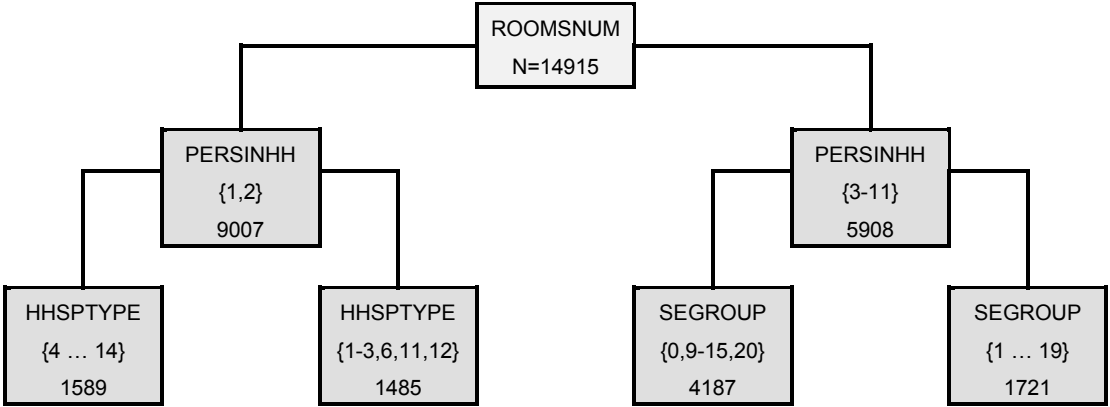 ROOMSNUM
N=14915
PERSINHH
{1,2}
9007
PERSINHH
{3-11}
5908
HHSPTYPE
{4 … 14}
1589
HHSPTYPE
{1-3,6,11,12}
1485
SEGROUP
{0,9-15,20}
4187
SEGROUP
{1 … 19}
1721